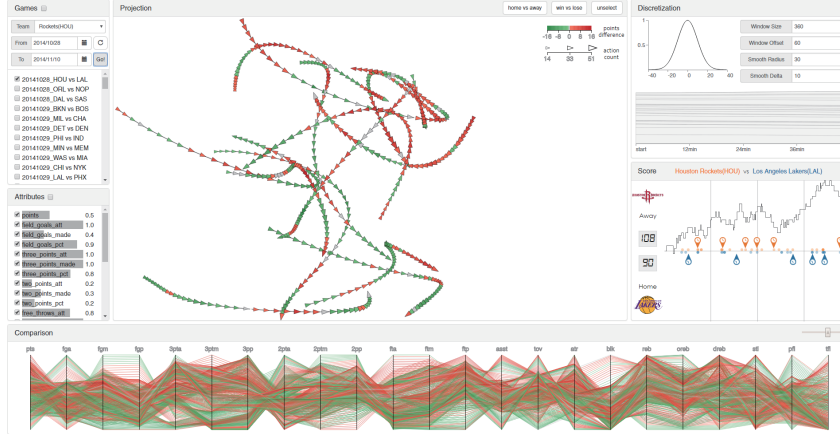 Games
Team Rockets(HOU)
From 2014/10/28
To 2014/11/10 Go!
20141028_HOU vs LAL
20141028_ORL vs NOP
20141028_DAL vs SAS
20141029_BKN vs BOS
20141029_MIL vs CHA
20141029_DET vs DEN
20141029_PHI vs IND
20141029_MIN vs MEM
20141029_WAS vs MIA
20141029_CHI vs NYK
20141029_LAL vs PHX
Attributes
points 0.5
field_goals_att 1.0
field_goals_made 0.4
field_goals_pct 0.9
three_points_att 1.0
three_points_made 1.0
three_points_pct 0.8
two_points_att 0.2
two_points_made 0.3
two_points_pct 0.2
free_throws_att 0.8
Projection
home vs away win vs lose unselect
-16 -8 0 8 16 points difference
14 33 51 action count
Discretization
1
0.5
-40 -20 0 20 40
Window Size 360
Window Offset 60
Smooth Radius 30
Smooth Delta 10
start 12min 24min 36min
Score Houston Rockets(HOU) vs Los Angeles Lakers(LAL)
Away
108
90
Home
LAKERS
Comparison
pts fga fgm fgp 3pta 3ptm 3pp 2pta 2ptm 2pp fta ftm ftp asst tov atr blk reb oreb dreb stl pfl tfl